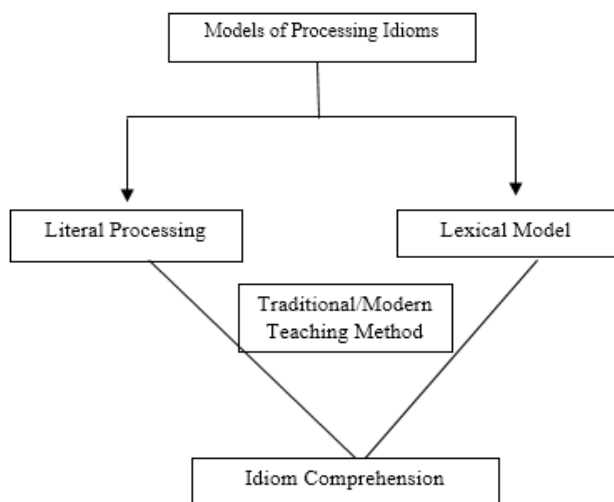 Models of Processing Idioms
Literal Processing
Lexical Model
Traditional/Modern
Teaching Method
Idiom Comprehension